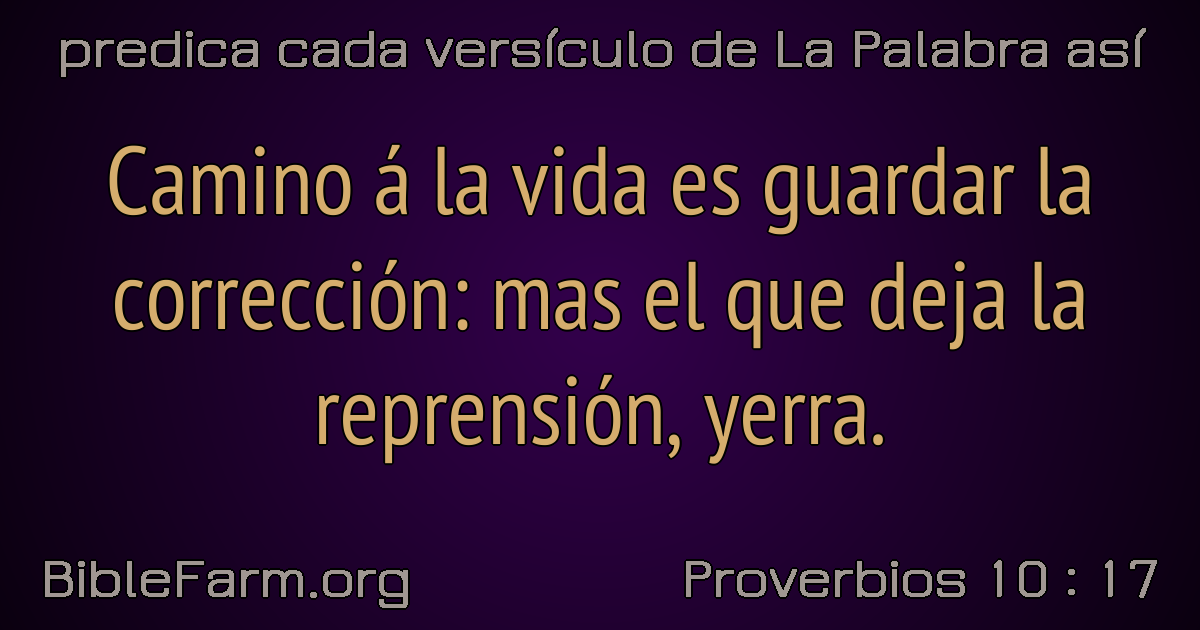 predica cada versículo de La Palabra así
Camino á la vida es guardar la
corrección: mas el que deja la
reprensión, yerra.
BibleFarm.org
Proverbios 10 : 17